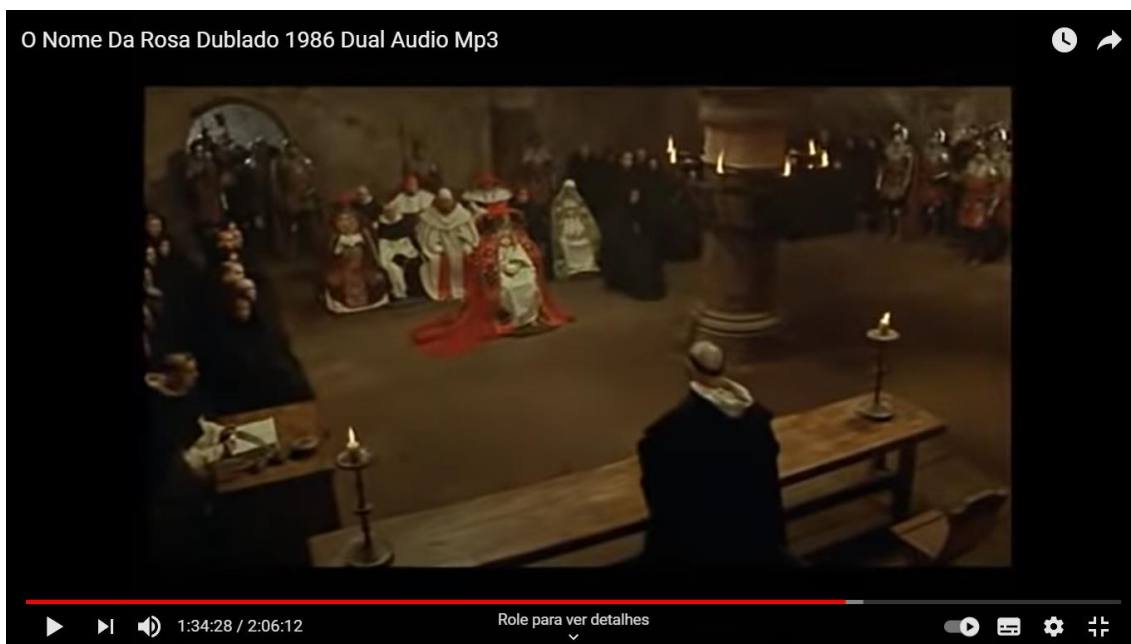 O Nome Da Rosa Dublado 1986 Dual Audio Mp3
1:34:28 / 2:06:12
Role para ver detalhes